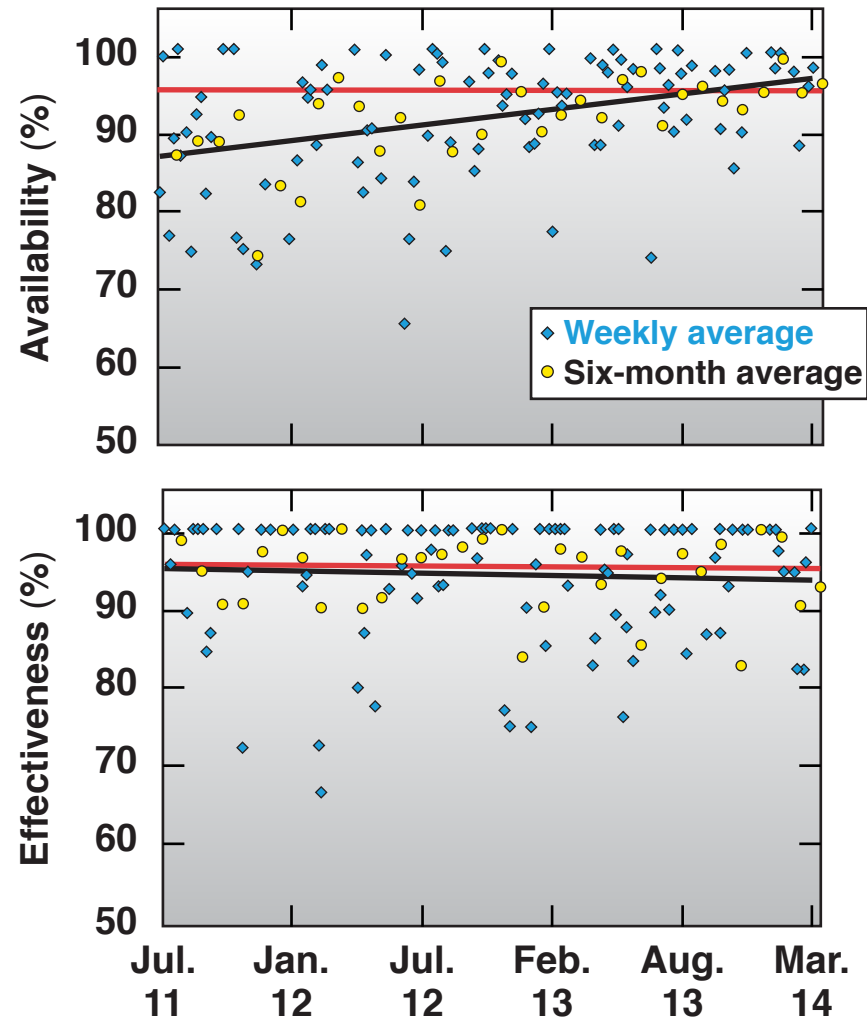 Availability (%)
100
90
80
70
60
50
Weekly average
Six-month average
Effectiveness (%)
100
90
80
70
60
50
Jul. Jan. Jul. Feb. Aug. Mar.
11 12 12 13 13 14